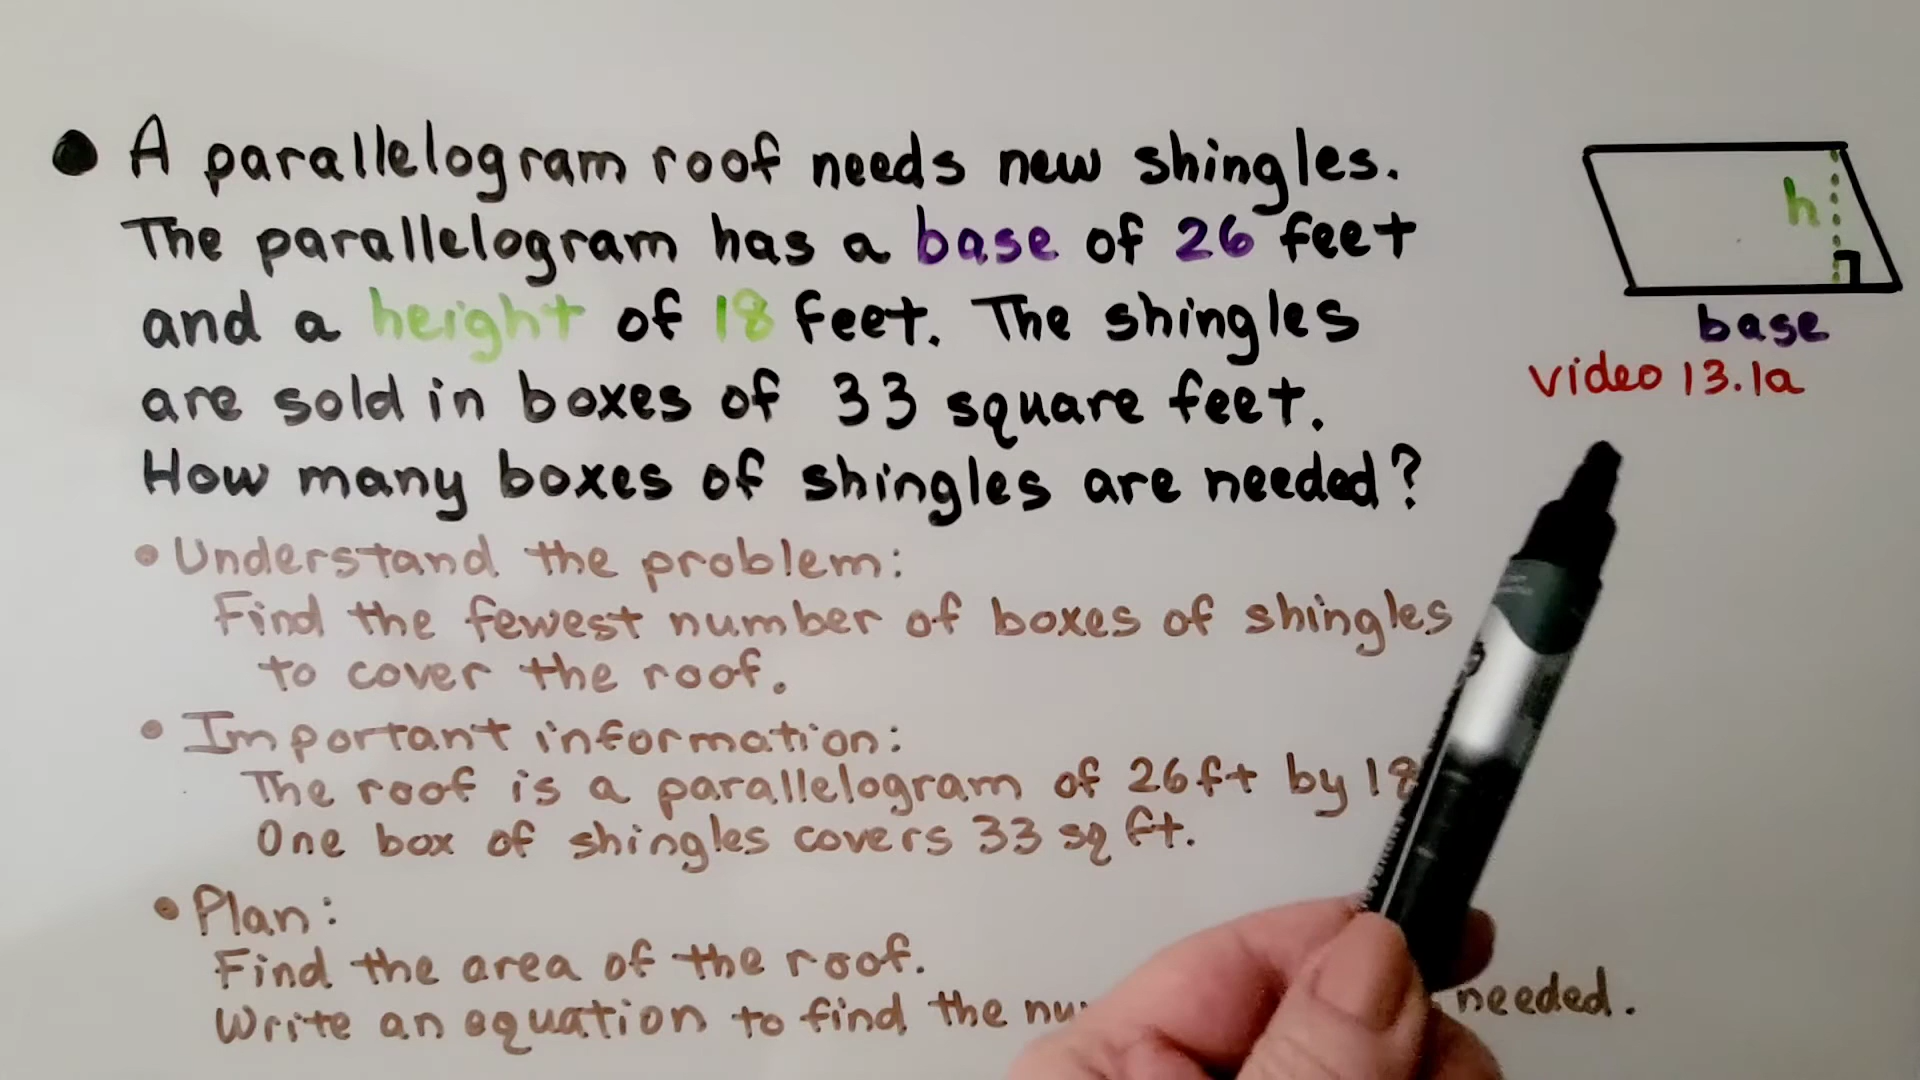 A parallelogram roof needs new shingles.
The parallelogram has a base of 26 feet
and a height of 18 feet. The shingles
are sold in boxes of 33 square feet.
How many boxes of shingles are needed?
h
base
video 13.1a
• Understand the problem:
Find the fewest number of boxes of shingles
to cover the roof.
• Important information:
The roof is a parallelogram of 26ft by 18
One box of shingles covers 33 sq ft.
• Plan:
Find the area of the roof.
Write an equation to find the needed.